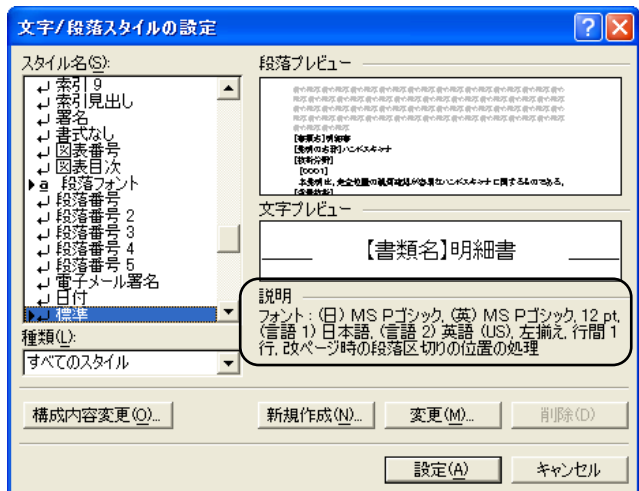 文字/段落スタイルの設定
スタイル名(S):
索引 9
索引見出し
署名
書式なし
図表番号
図表目次
a 段落フォント
段落番号
段落番号 2
段落番号 3
段落番号 4
段落番号 5
電子メール署名
日付
標準
種類(L):
すべてのスタイル
段落プレビュー
【書類名】明細書
【発明の名称】ハンドスキャナ
【技術分野】
【0001】
文字プレビュー
【書類名】明細書
説明
フォント : (日) MS Pゴシック, (英) MS Pゴシック, 12 pt,
(言語 1) 日本語, (言語 2) 英語 (US), 左揃え, 行間 1
行, 改ページ時の段落区切りの位置の処理
構成内容変更(O)...
新規作成(N)...
変更(M)...
削除(D)
設定(A)
キャンセル